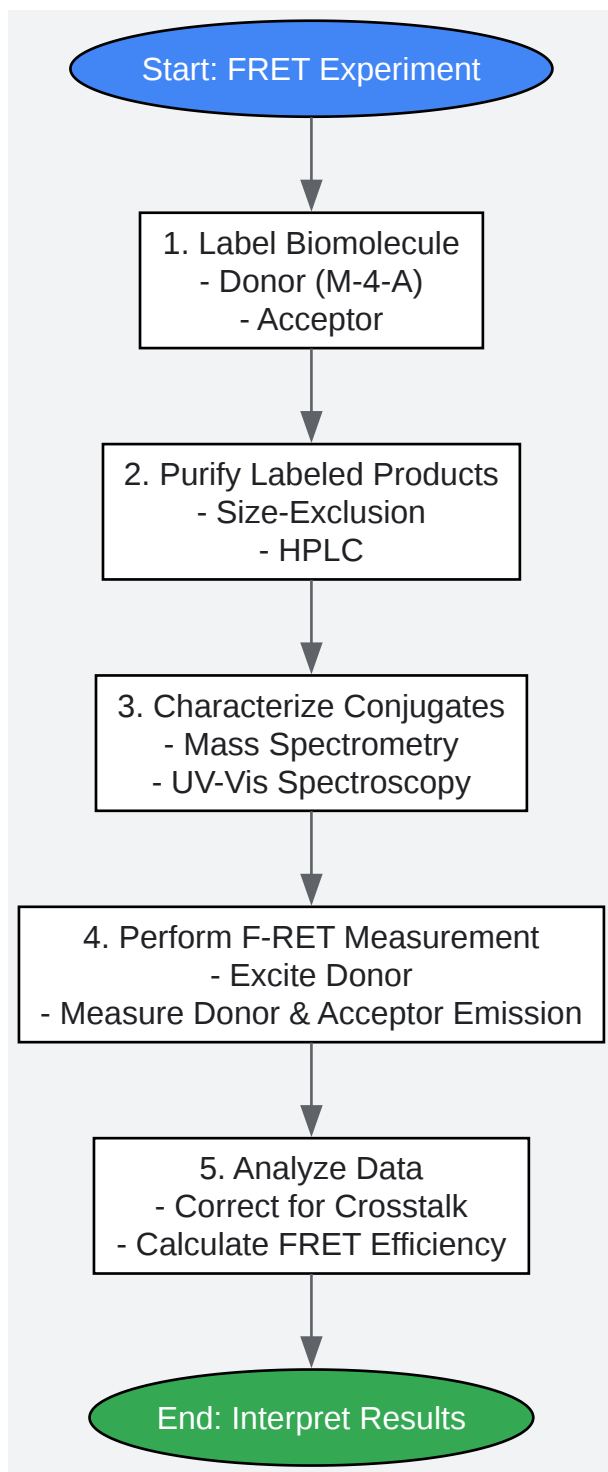 Start: FRET Experiment
1. Label Biomolecule
- Donor (M-4-A)
- Acceptor
2. Purify Labeled Products
- Size-Exclusion
- HPLC
3. Characterize Conjugates
- Mass Spectrometry
- UV-Vis Spectroscopy
4. Perform F-RET Measurement
- Excite Donor
- Measure Donor & Acceptor Emission
5. Analyze Data
- Correct for Crosstalk
- Calculate FRET Efficiency
End: Interpret Results